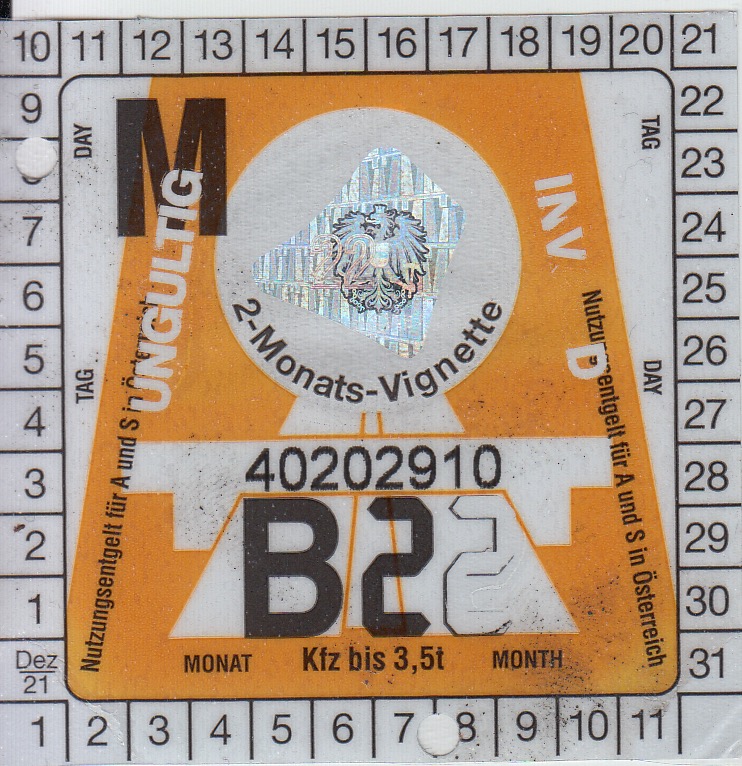 10 11 12 13 14 15 16 17 18 19 20 21
9 22
23
7 24
6 25
5 26
4 27
3 28
2 29
1 30
Dez
21
31
1 2 3 4 5 6 7 8 9 10 11
DAY
TAG
M
UNGÜLTIG
INV
D
22
2-Monats-Vignette
TAG
DAY
Nutzungsentgelt für A und S in
Nutzungsentgelt für A und S in Österreich
40202910
B22
MONAT
Kfz bis 3,5t
MONTH